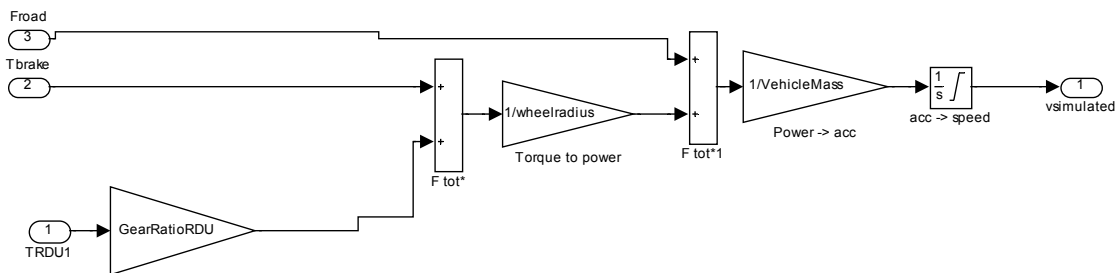 Froad
3
Tbrake
2
+
+
F tot*
1/wheelradius
Torque to power
+
+
F tot*1
1/VehicleMass
Power -> acc
1
s
acc -> speed
1
vsimulated
GearRatioRDU
1
TRDU1